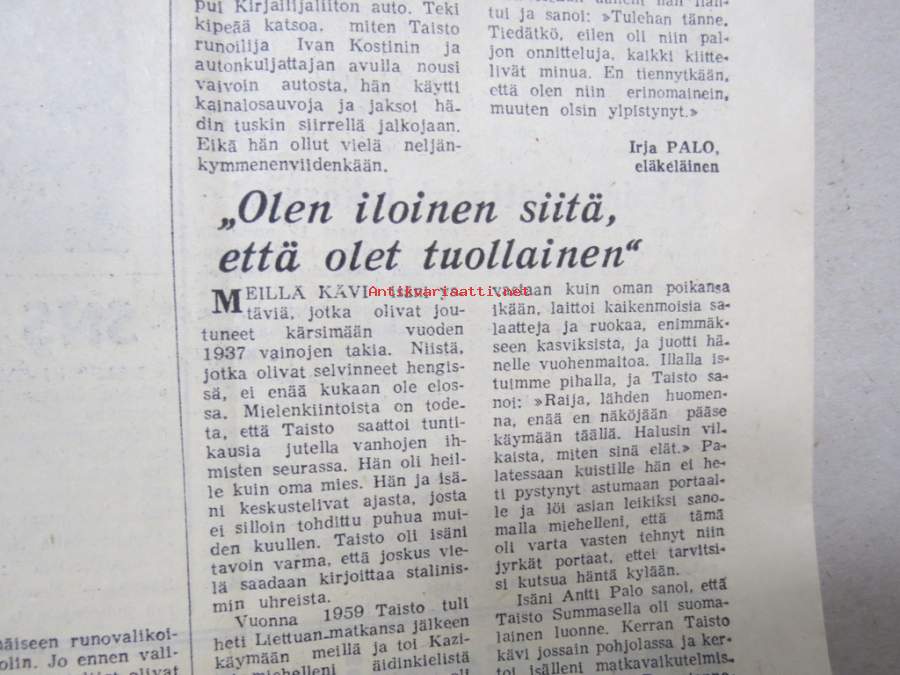 pui Kirjailijaliiton auto. Teki
kipeää katsoa. miten Taisto
runoilija Ivan Kostinin ja
autonkuljattajan avulla nousi
vaivoin autosta, hän käytti
kainalosauvoja ja jaksoi hä-
din tuskin siirrellä jalkojaan.
Eikä hän ollut vielä neljän-
kymmenenviidenkään.
tui ja sanoi: »Tulehan tänne.
Tiedätkö, eilen oli niin pal-
jon onnitteluja, kaikki kiitte-
livät minua. En tiennytkään,
että olen niin erinomainen,
muuten olsin ylpistynyt.»
Irja PALO,
eläkeläinen
„Olen iloinen siitä,
että olet tuollainen“
MEILLÄ KÄVI
täviä, jotka olivat jou-
tuneet kärsimään vuoden
1937 vainojen takia. Niistä,
jotka olivat selvinneet hengis-
sä, ei enää kukaan ole elos-
sa. Mielenkiintoista on tode-
ta, että Taisto saattoi tunti-
kausia jutella vanhojen ih-
misten seurassa. Hän oli heil-
le kuin oma mies. Hän ja isä-
ni keskustelivat ajasta, josta
ei silloin tohdittu puhua mui-
den kuullen. Taisto oli isäni
tavoin varma, että joskus vie-
lä saadaan kirjoittaa stalinis-
min uhreista.
Vuonna 1959 Taisto tuli
heti Liettuan-matkansa jälkeen
käymään meillä ja toi Kazi-
miehelleni äidinkielistä
vastaan kuin oman poikansa
ikään, laittoi kaikenmoisia sa-
laatteja ja ruokaa, enimmäk-
seen kasviksista, ja juotti hä-
nelle vuohenmaitoa. Illalla is-
tuimme pihalla, ja Taisto sa-
noi: »Raija, lähden huomen-
na, enää en näköjään pääse
käymään täällä. Halusin vil-
kaista, miten sinä elät.» Pa-
latessaan kuistille hän ei he-
ti pystynyt astumaan portaal-
le ja löi asian leikiksi sano-
malla miehelleni, että tämä
oli varta vasten tehnyt niin
jyrkät portaat, ettei tarvitsi-
si kutsua häntä kylään.
Isäni Antti Palo sanoi, että
Taisto Summasella oli suoma-
lainen luonne. Kerran Taisto
kävi jossain pohjolassa ja ker-
toi isälleni matkavaikutelmis-
näiseen runovalikoi-
olin. Jo ennen vall-
olivat
Antikvariaatti.net